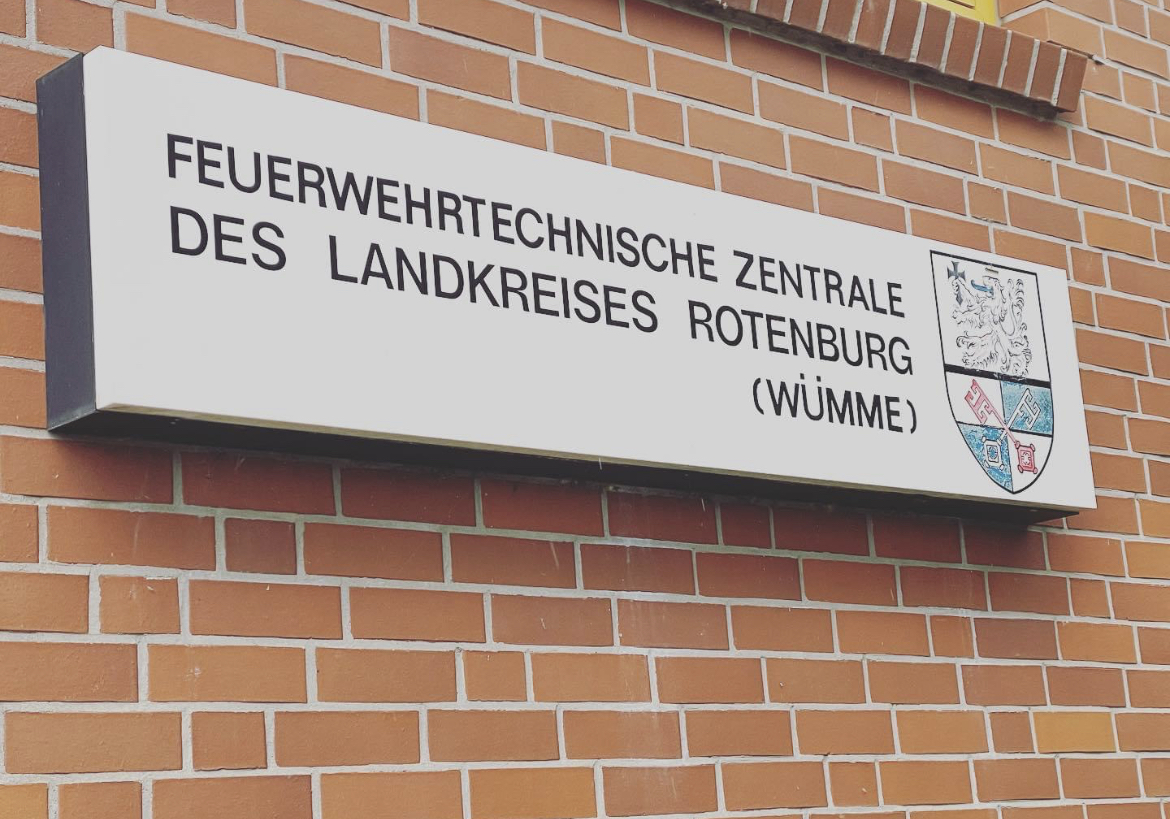 FEUERWEHRTECHNISCHE ZENTRALE
DES LANDKREISES ROTENBURG
(WÜMME)